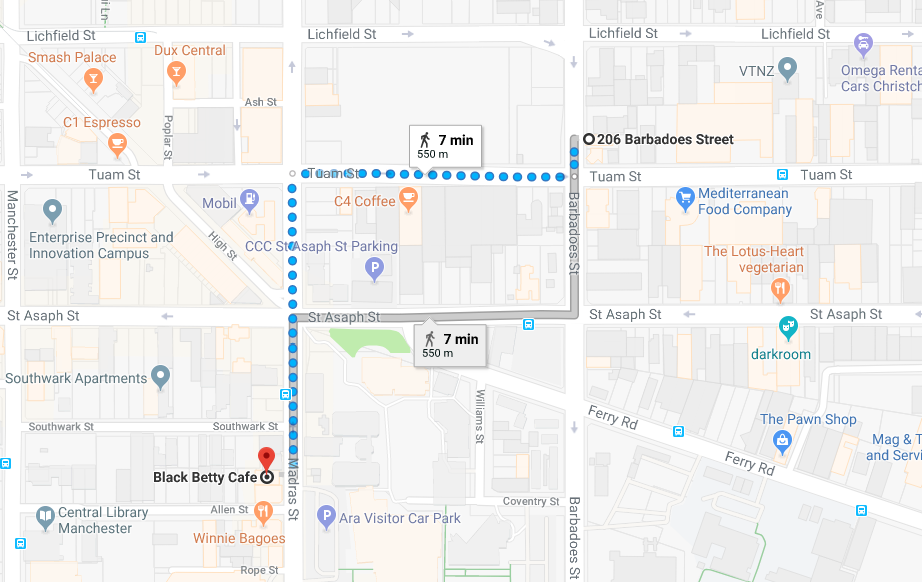 Lichfield St
Lichfield St
Lichfield St
Lichfield St
Ave
Smash Palace
Dux Central
VTNZ
Omega Renta
Cars Christch
Ash St
C1 Espresso
Poplar St
7 min
550 m
206 Barbadoes Street
Tuam St
Tuam St
Tuam St
Tuam St
Manchester St
Mobil
C4 Coffee
Mediterranean
Food Company
Enterprise Precinct and
Innovation Campus
High St
CCC St Asaph St Parking
P
Barbadoes St
The Lotus-Heart
vegetarian
St Asaph St
St Asaph St
St Asaph St
St Asaph St
7 min
550 m
darkroom
Southwark Apartments
Williams St
Ferry Rd
The Pawn Shop
Southwark St
Southwark St
Mag & T
and Servi
Ferry Rd
Black Betty Cafe
Madras St
Coventry St
Barbadoes St
Allen St
Central Library
Manchester
P
Ara Visitor Car Park
Winnie Bagoes
Rope St